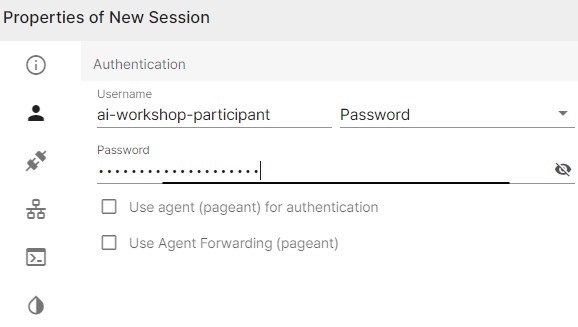 Properties of New Session
Authentication
Username
ai-workshop-participant Password
Password
••••••••••••••••••••
Use agent (pageant) for authentication
Use Agent Forwarding (pageant)